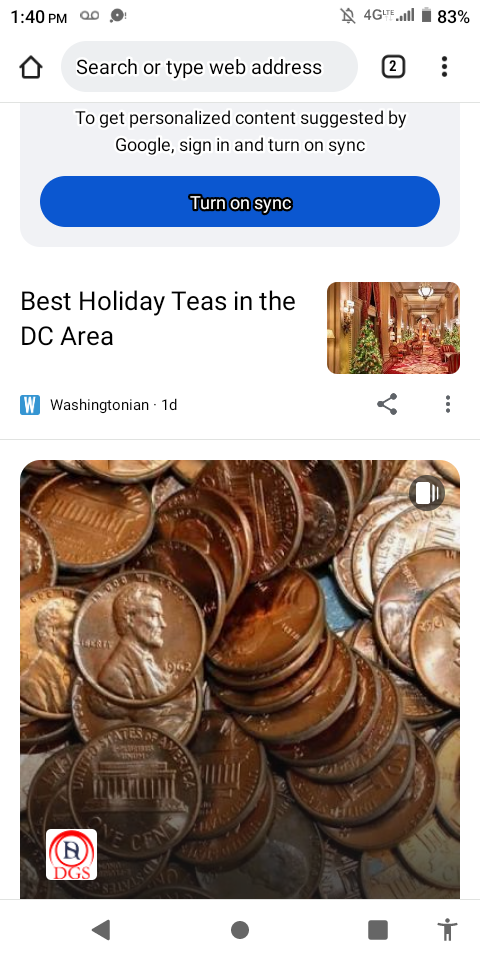 1:40 PM
4G LTE
83%
Search or type web address
2
To get personalized content suggested by
Google, sign in and turn on sync
Turn on sync
Best Holiday Teas in the
DC Area
W
Washingtonian · 1d
LIBERTY
1962
UNITED STATES OF AMERICA
ONE CENT
DGS